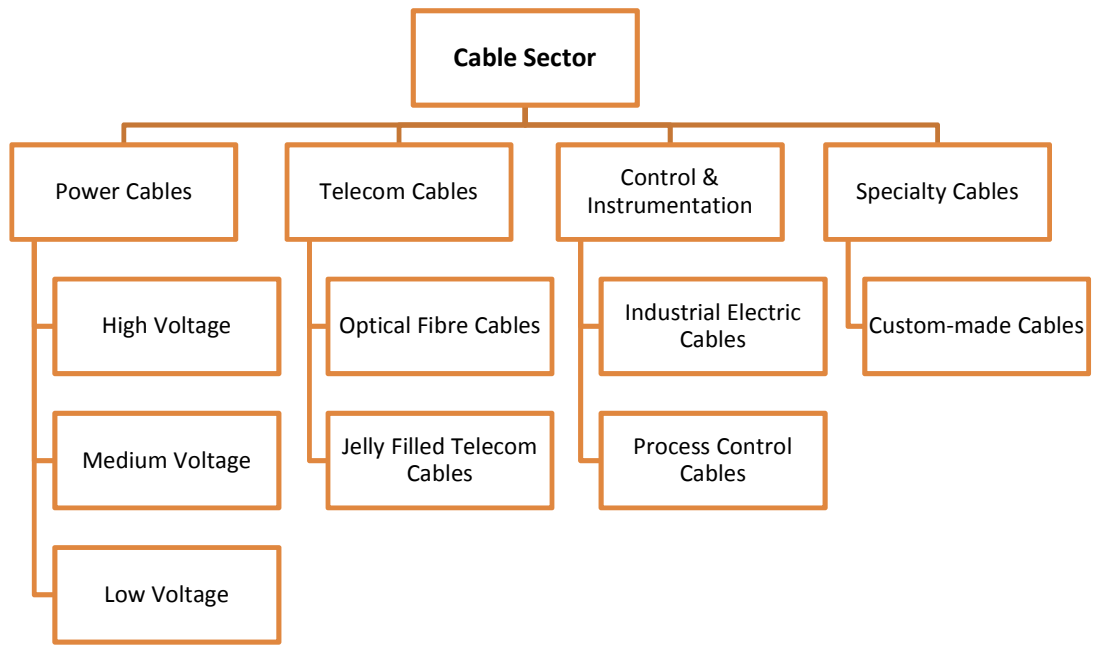 Cable Sector
Power Cables
Telecom Cables
Control &
Instrumentation
Specialty Cables
High Voltage
Optical Fibre Cables
Industrial Electric
Cables
Custom-made Cables
Medium Voltage
Jelly Filled Telecom
Cables
Process Control
Cables
Low Voltage